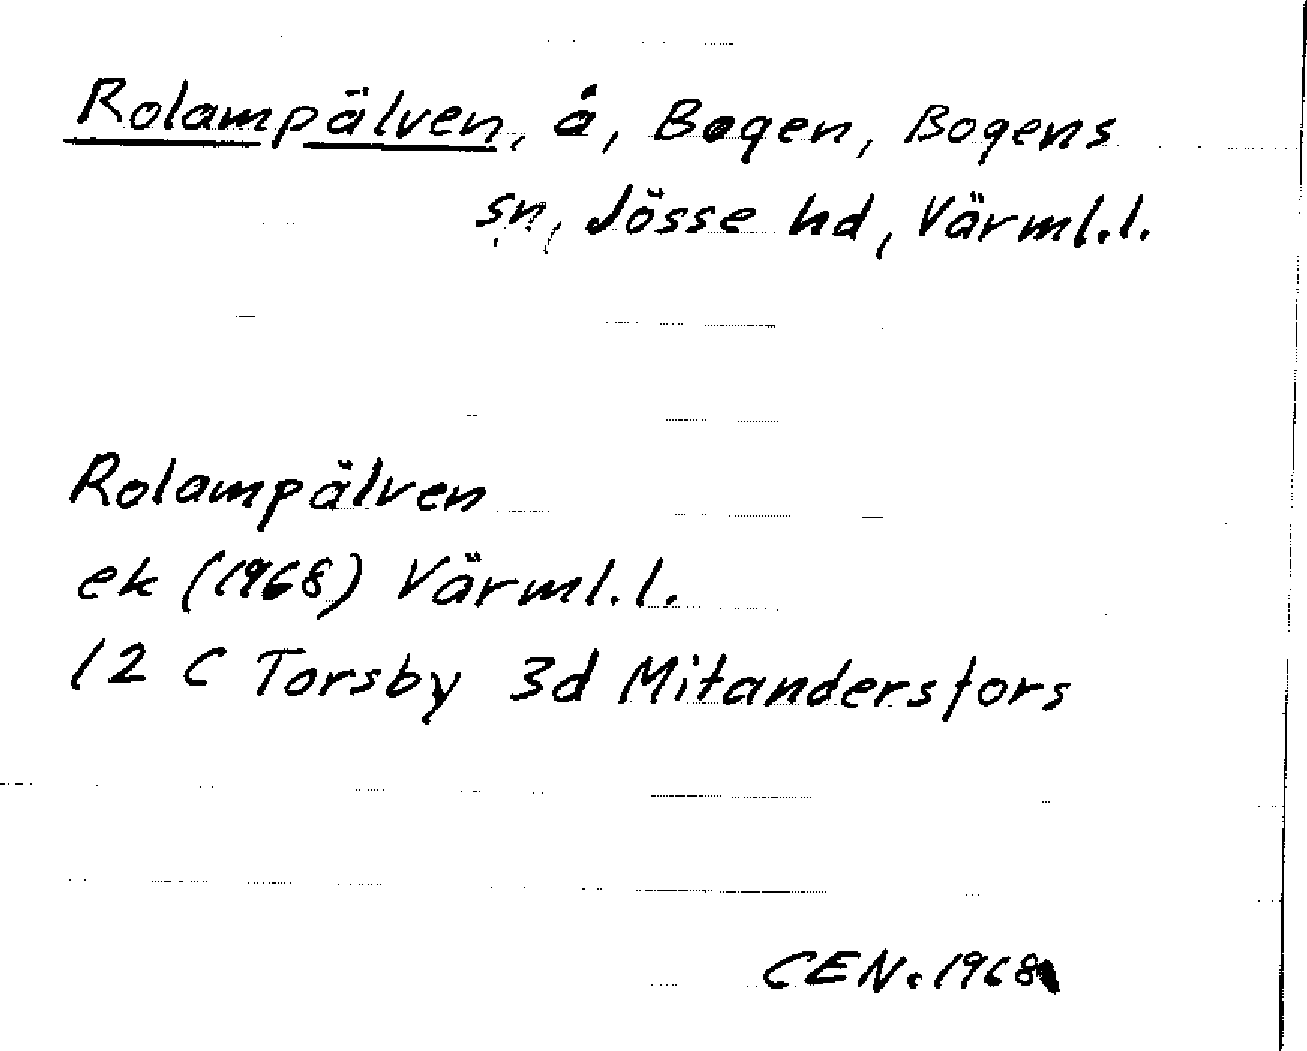 Rolampälven, å, Bogen, Bogens
sn, Jösse hd, Värml.l.
Rolampälven
ek (1968) Värml.l.
12 C Torsby 3d Mitandersfors
CEN. 1968